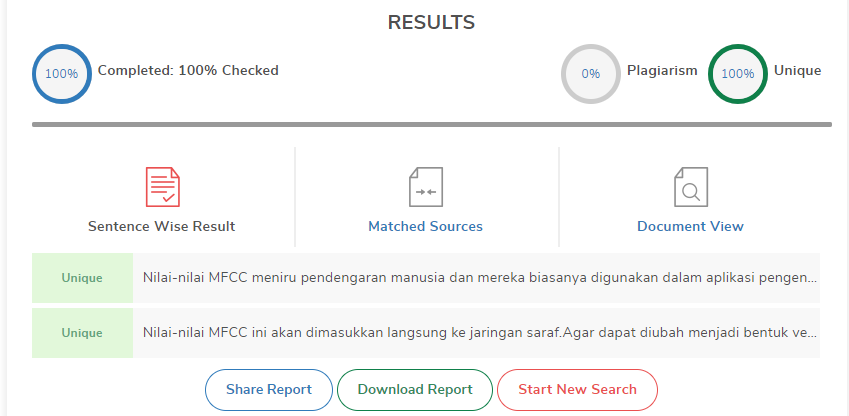 RESULTS
100% Completed: 100% Checked 0% Plagiarism 100% Unique
Sentence Wise Result Matched Sources Document View
Unique Nilai-nilai MFCC meniru pendengaran manusia dan mereka biasanya digunakan dalam aplikasi pengen...
Unique Nilai-nilai MFCC ini akan dimasukkan langsung ke jaringan saraf.Agar dapat diubah menjadi bentuk ve...
Share Report Download Report Start New Search